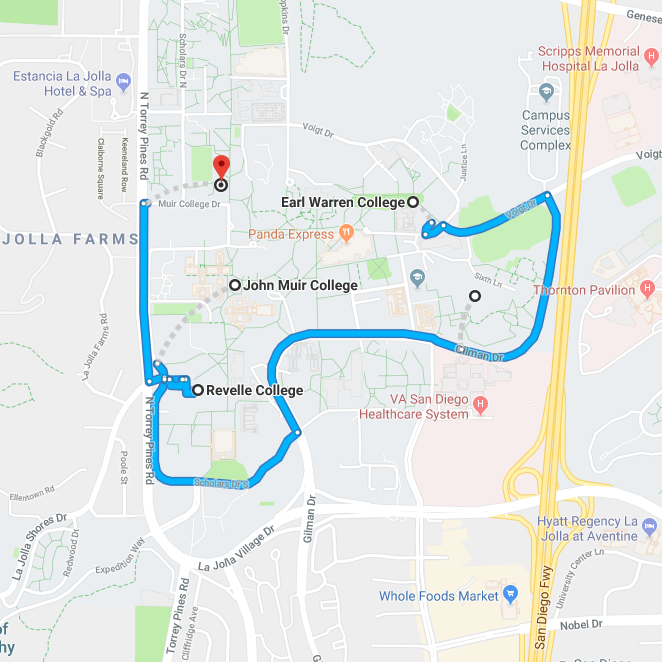 Genese
Hopkins Dr
Scholars Dr N
Scripps Memorial
Hospital La Jolla
Estancia La Jolla
Hotel & Spa
N Torrey Pines Rd
Blackgold Rd
Campus
Services
Complex
Voigt Dr
Claiborne Square
Keeneland Row
Justice Ln
Voigt
Muir College Dr
Earl Warren College
Voigt Dr
Panda Express
JOLLA FARMS
Sixth Ln
John Muir College
Thornton Pavilion
La Jolla Farms Rd
Gilman Dr
Revelle College
VA San Diego
Healthcare System
N Torrey Pines Rd
Poole St
Scholars Dr S
Ellentown Rd
La Jolla Shores Dr
Redwood Dr
Expedition Way
La Jolla Village Dr
Gilman Dr
Hyatt Regency La
Jolla at Aventine
University Center Ln
San Diego Fwy
Torrey Pines Rd
Cliffridge Ave
Whole Foods Market
Nobel Dr
of
hy
San Diego